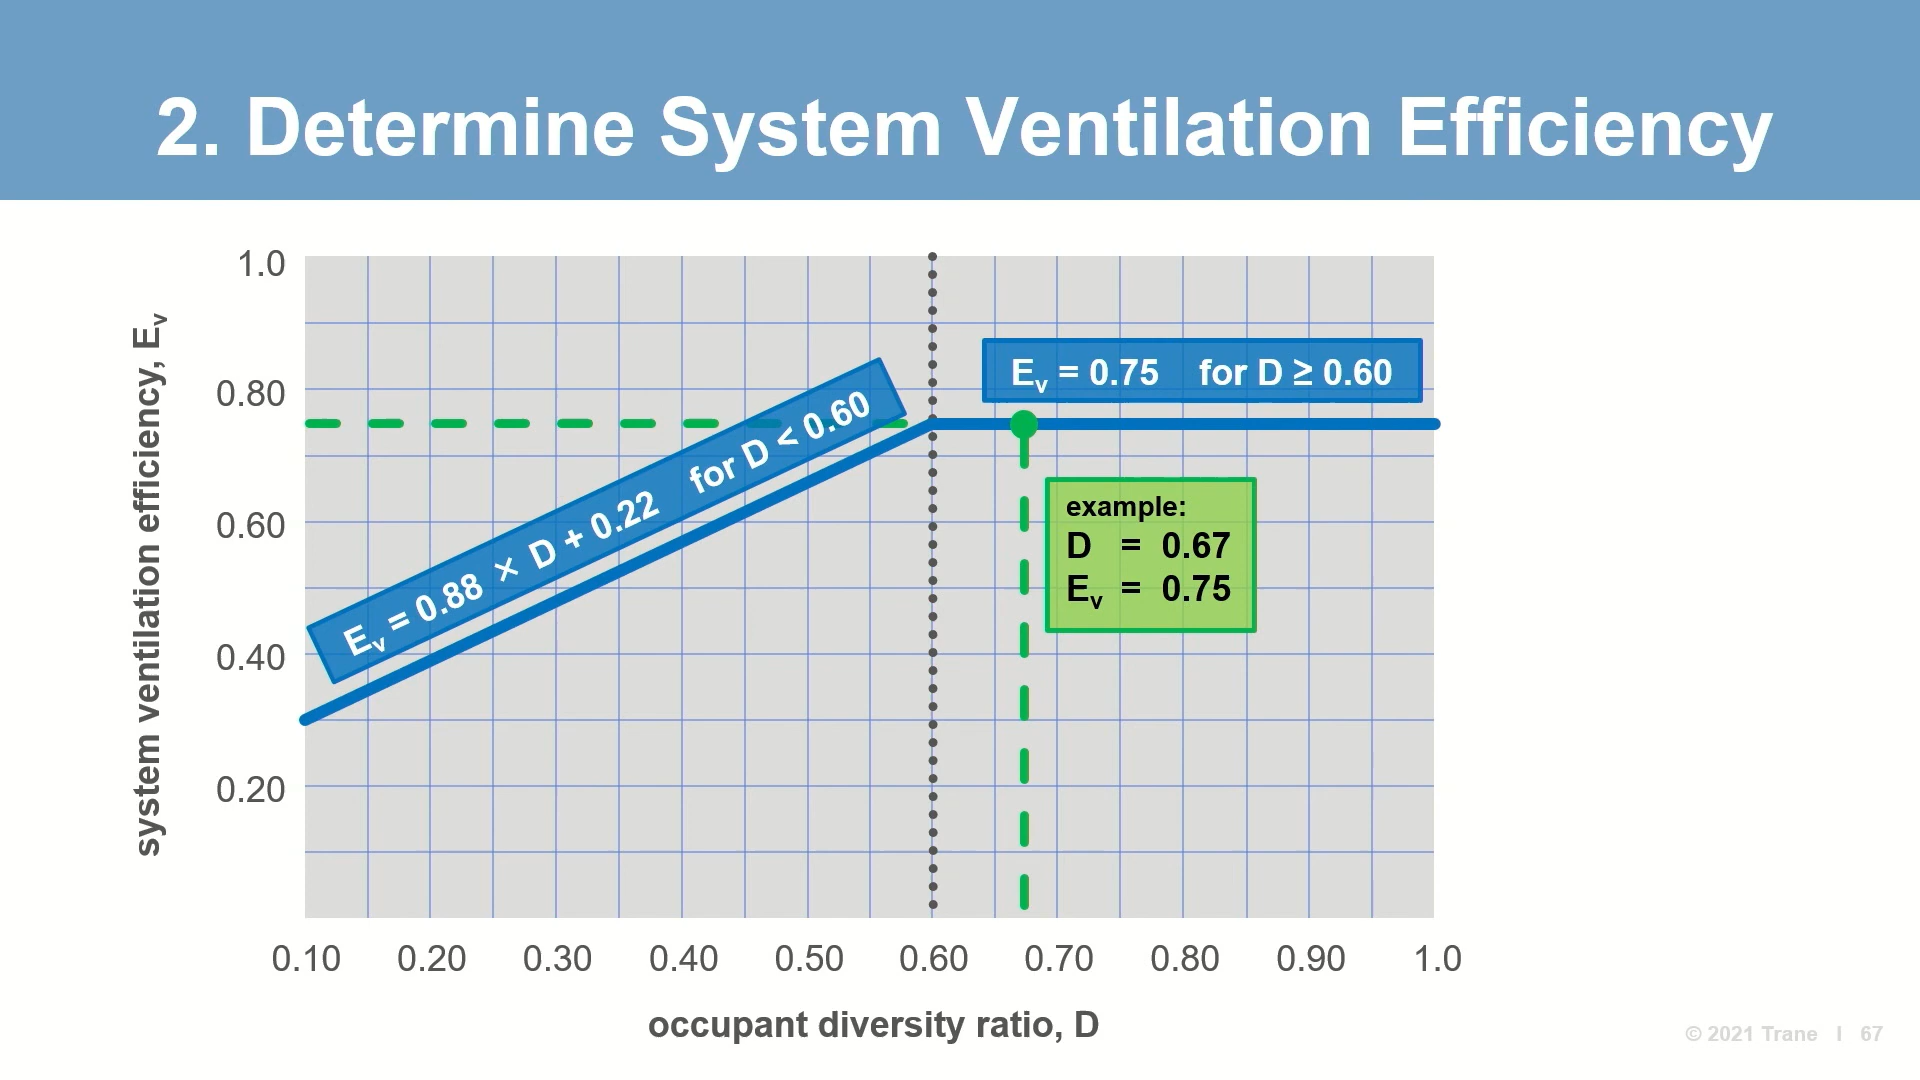 2. Determine System Ventilation Efficiency
1.0
0.80
0.60
0.40
0.20
system ventilation efficiency, Ev
Ev = 0.88 × D + 0.22 for D < 0.60
Ev = 0.75 for D ≥ 0.60
example:
D = 0.67
Ev = 0.75
0.10 0.20 0.30 0.40 0.50 0.60 0.70 0.80 0.90 1.0
occupant diversity ratio, D
© 2021 Trane I 67